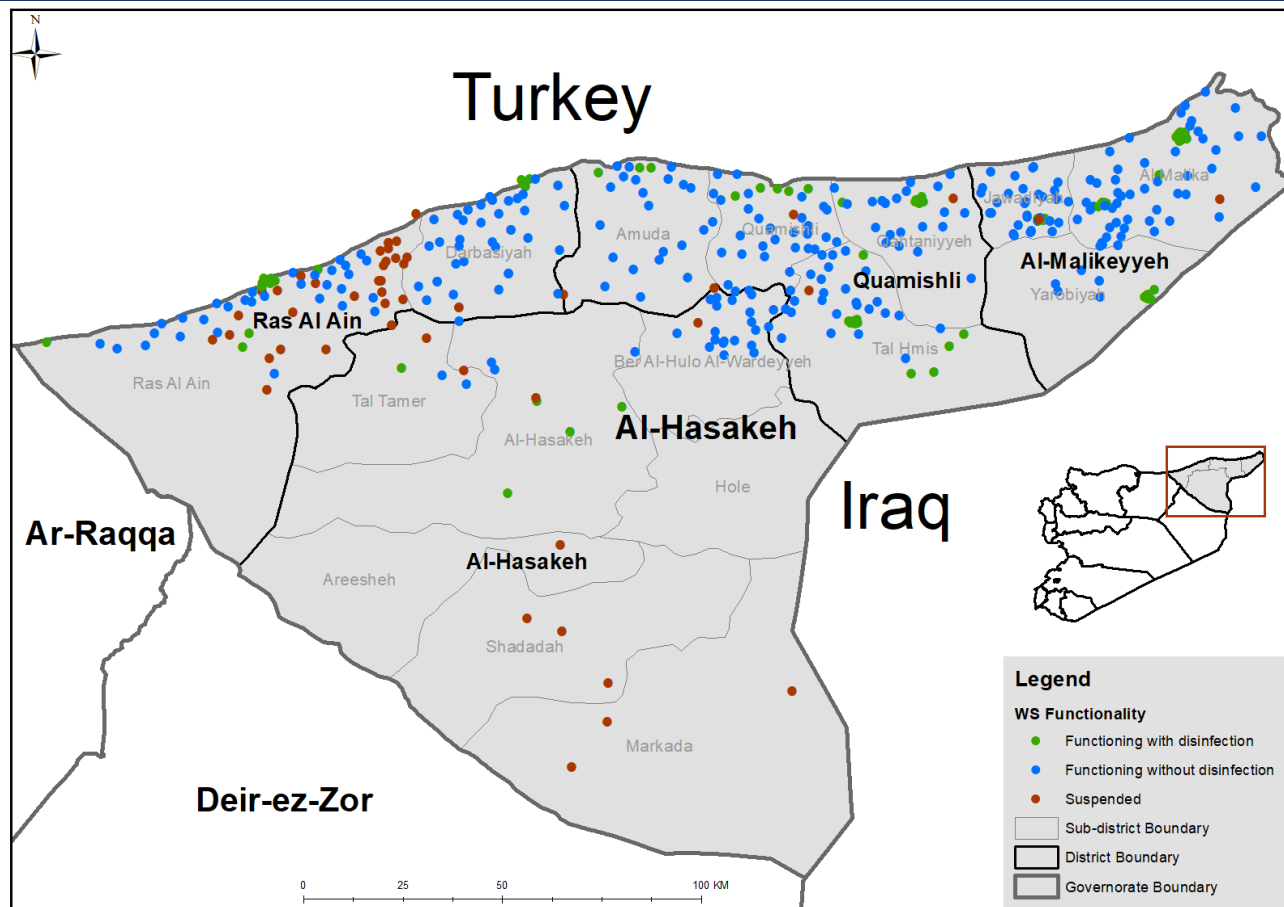 N
Turkey
Al-Malika
Jawadiyah
Quamishli
Amuda
Qahtaniyyeh
Darbasiyah
Al-Malikeyyeh
Quamishli
Yarobiyah
Ras Al Ain
Tal Hmis
Ber Al-Hulo Al-Wardeyyeh
Ras Al Ain
Tal Tamer
Al-Hasakeh
Al-Hasakeh
Hole
Iraq
Ar-Raqqa
Al-Hasakeh
Areesheh
Shadadah
Markada
Deir-ez-Zor
Legend
WS Functionality
Functioning with disinfection
Functioning without disinfection
Suspended
Sub-district Boundary
District Boundary
Governorate Boundary
0 25 50 100 KM